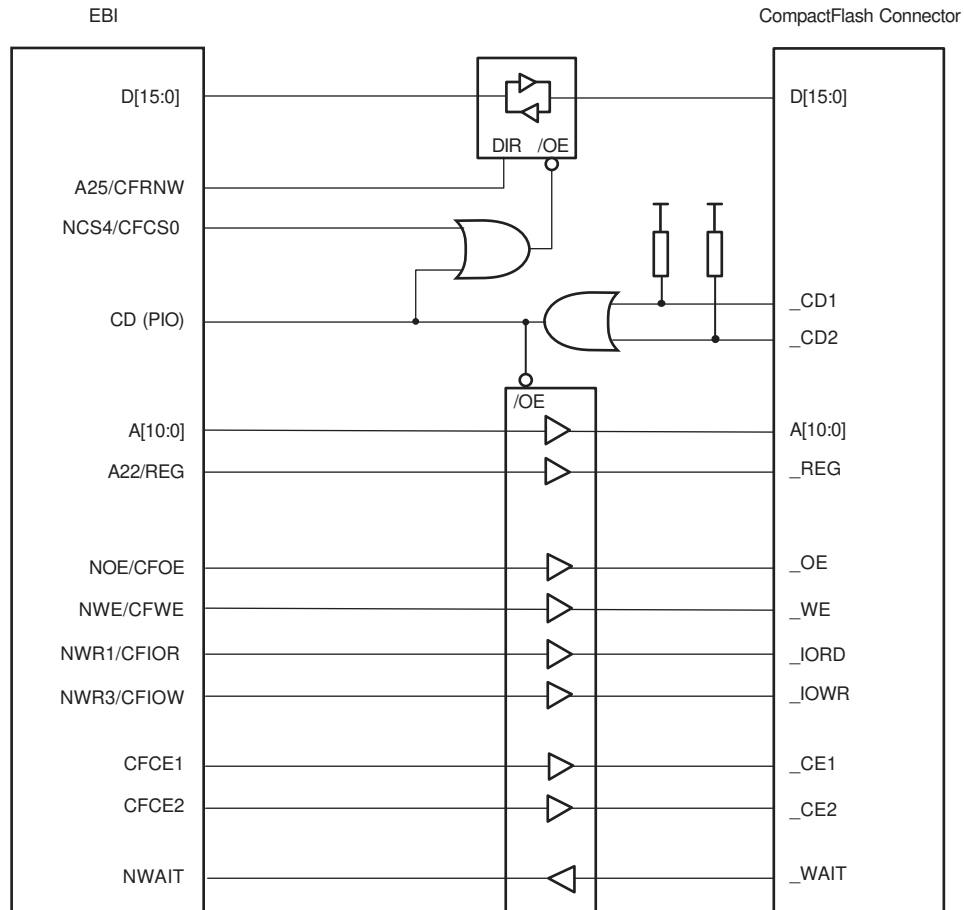 EBI CompactFlash Connector
D[15:0] D[15:0]
DIR /OE
A25/CFRNW
NCS4/CFCS0
_CD1
CD (PIO)
_CD2
/OE
A[10:0] A[10:0]
A22/REG _REG
NOE/CFOE _OE
NWE/CFWE _WE
NWR1/CFIOR _IORD
NWR3/CFIOW _IOWR
CFCE1 _CE1
CFCE2 _CE2
NWAIT _WAIT